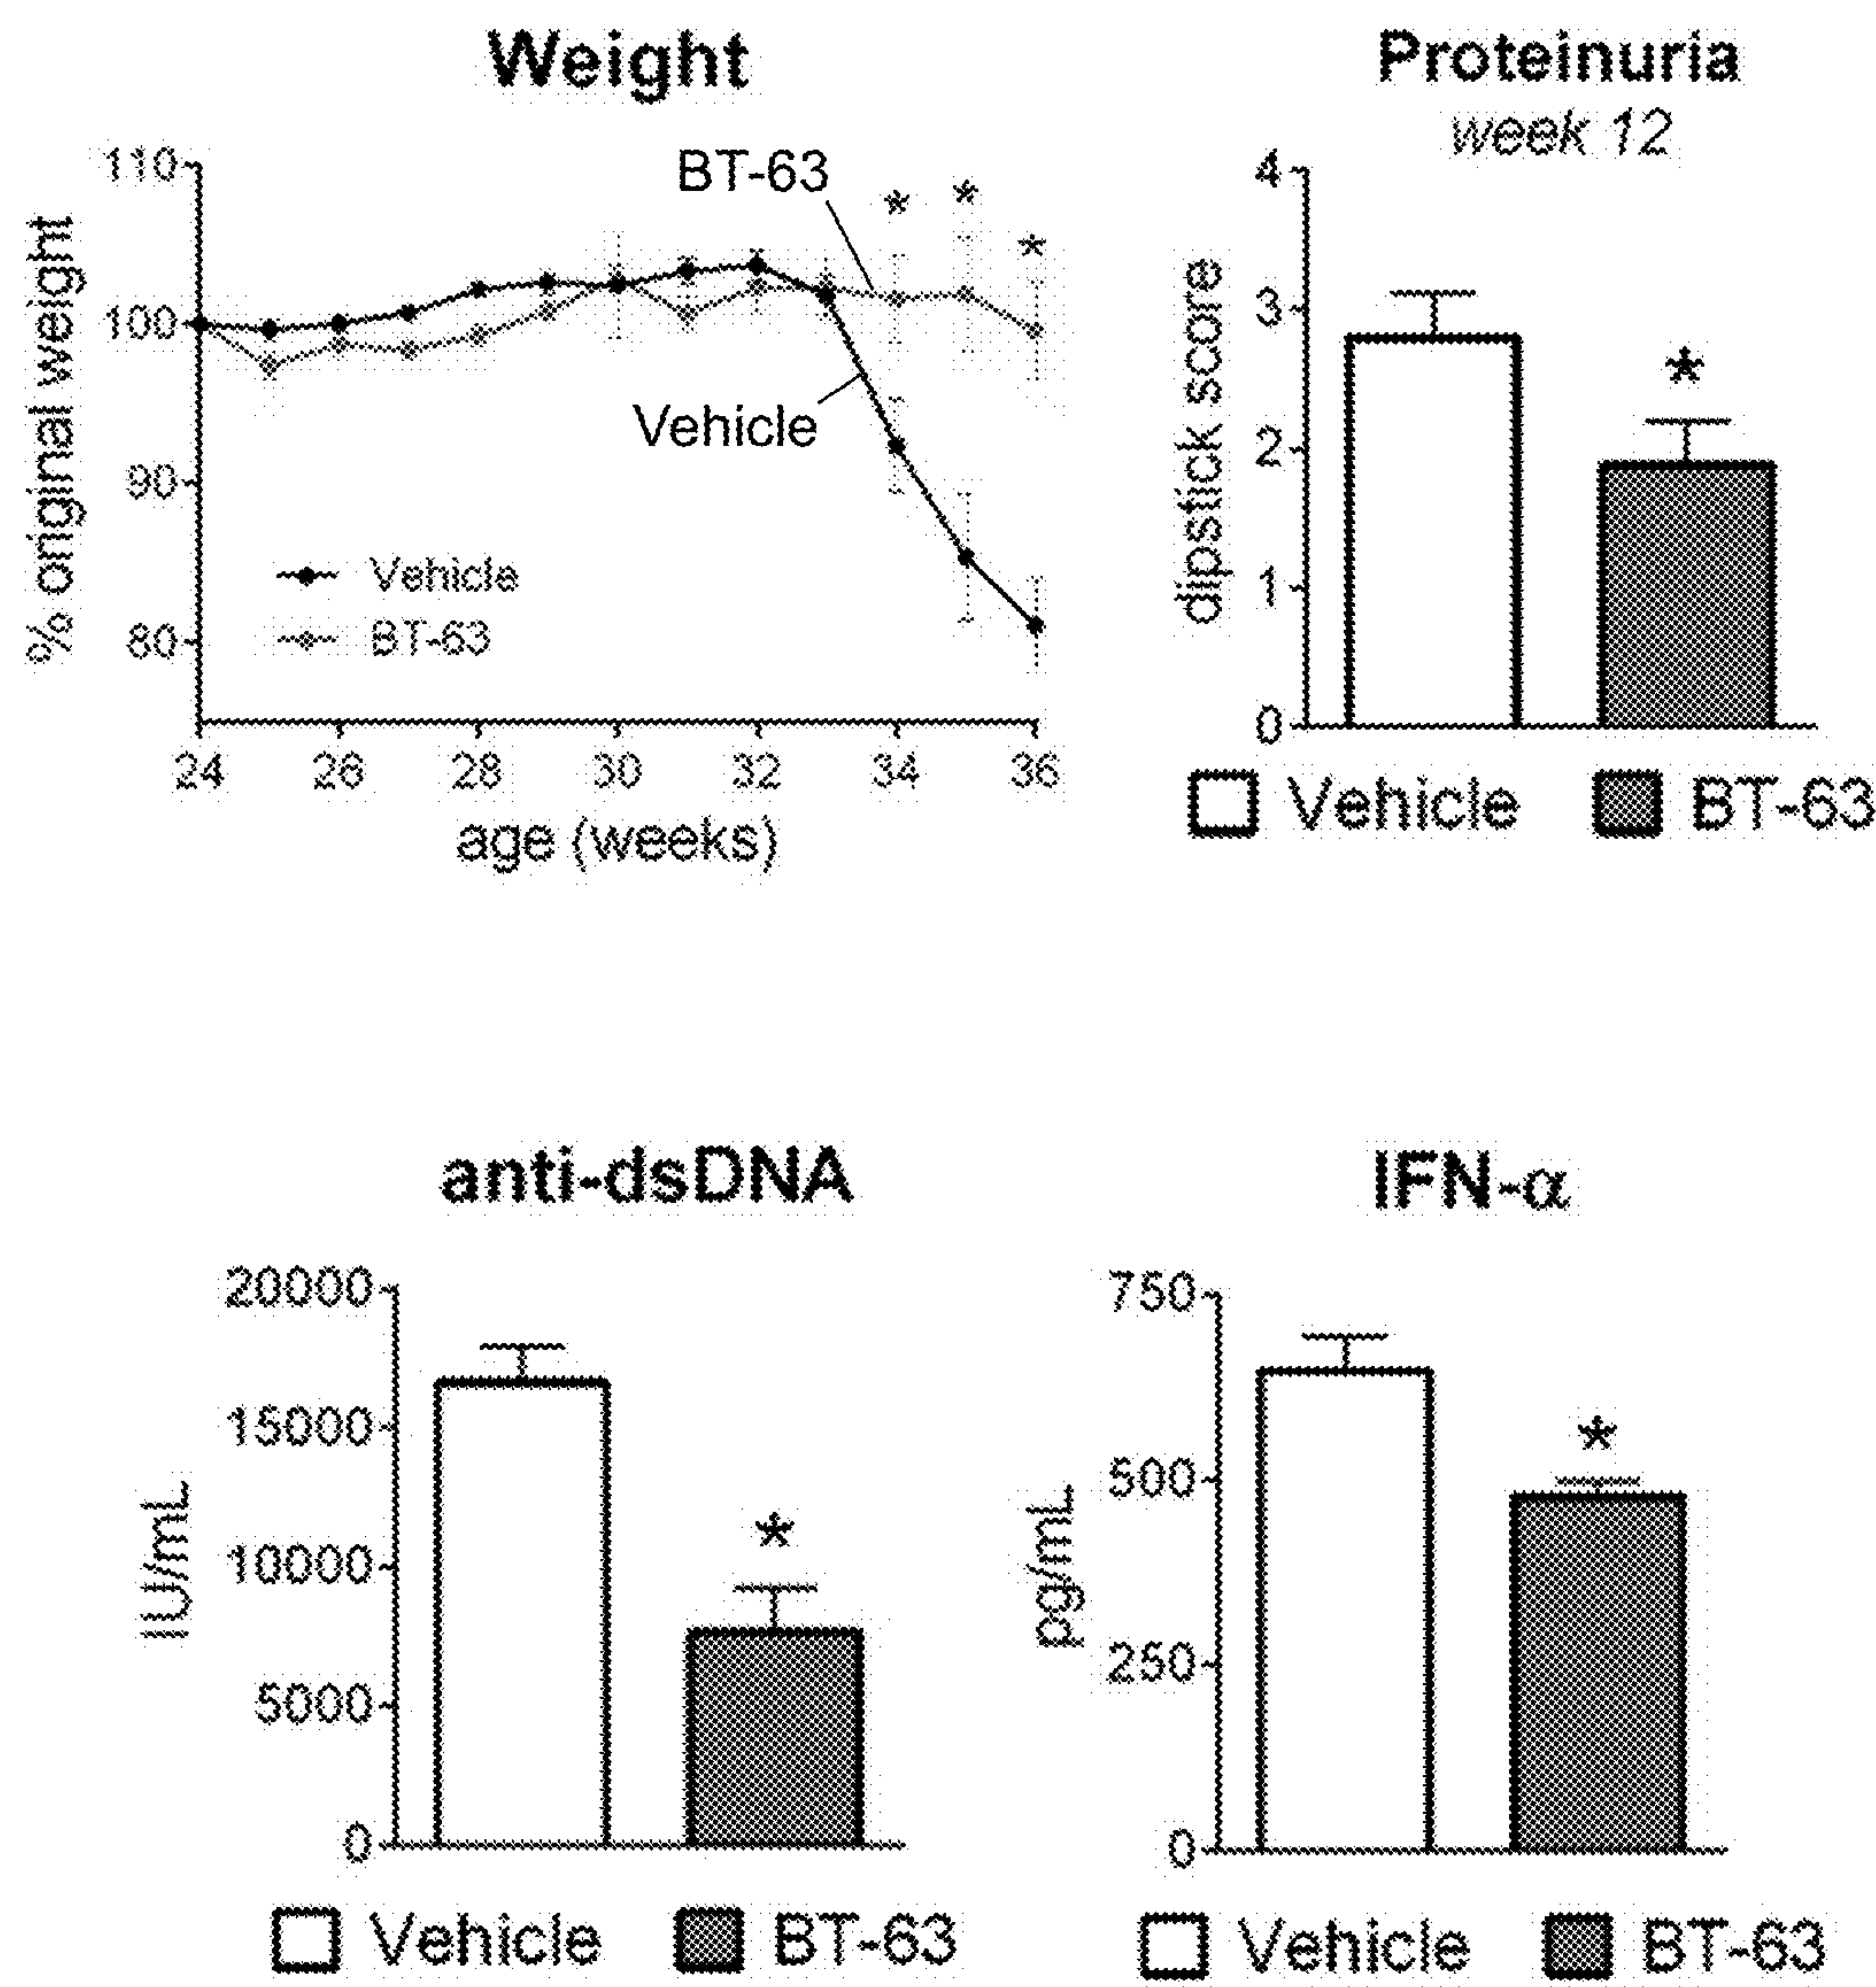 Weight
110
100
90
80
% original weight
BT-63
* * *
Vehicle
Vehicle
BT-63
24 26 28 30 32 34 36
age (weeks)
Proteinuria
week 12
4
3
2
1
0
dipstick score
*
Vehicle BT-63
anti-dsDNA
20000
15000
10000
5000
0
IU/mL
*
Vehicle BT-63
IFN-α
750
500
250
0
pg/mL
*
Vehicle BT-63